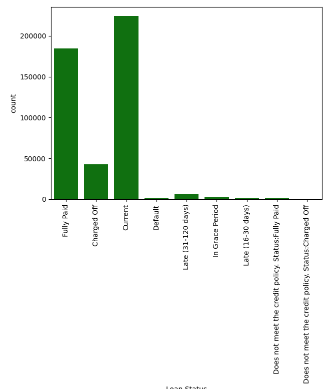 200000
150000
100000
50000
0
count
Fully Paid
Charged Off
Current
Default
Late (31-120 days)
In Grace Period
Late (16-30 days)
Does not meet the credit policy. Status:Fully Paid
Does not meet the credit policy. Status:Charged Off
Loan Status